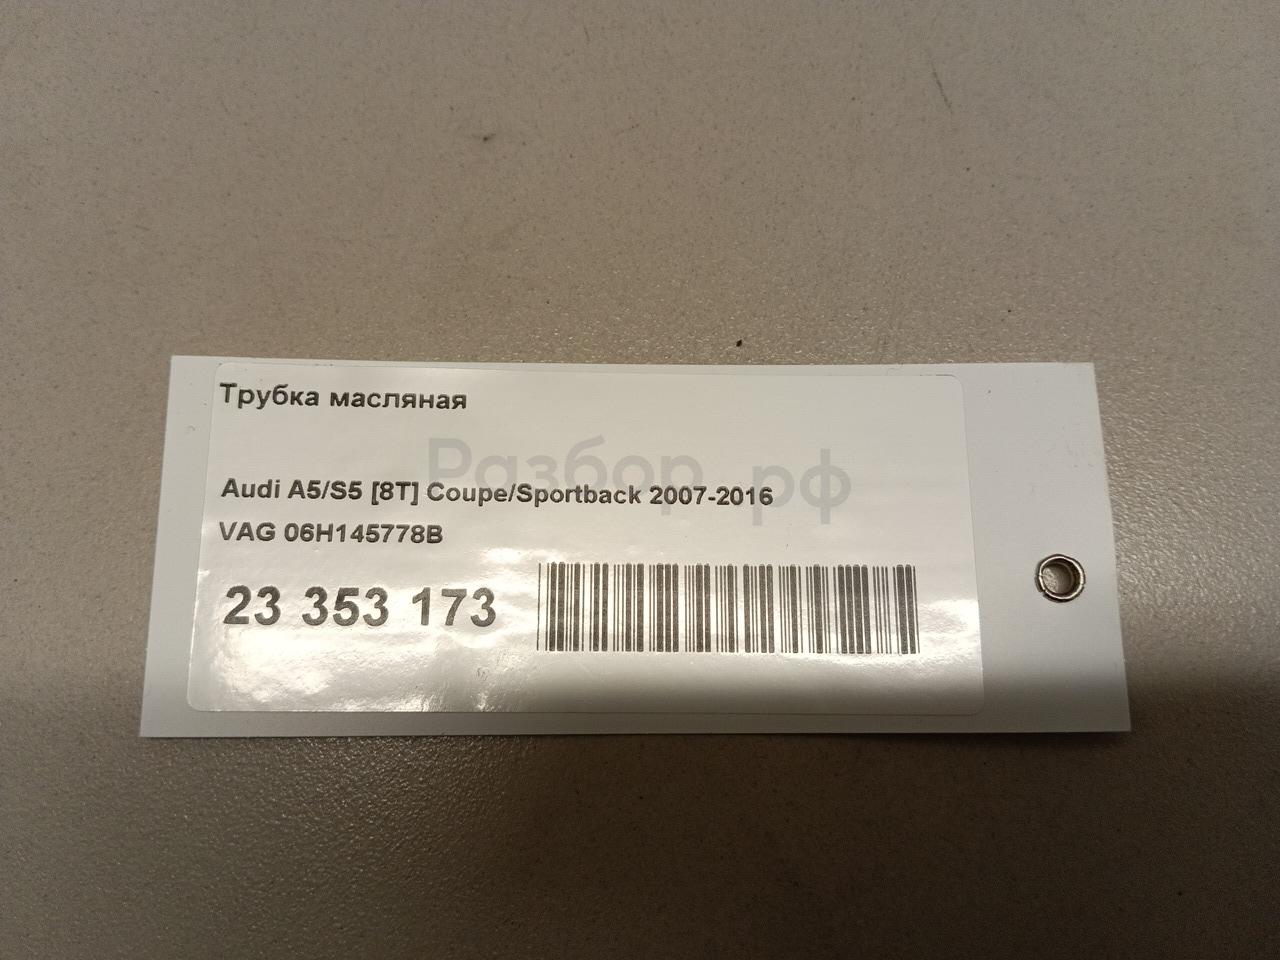 Трубка масляная
Разбор.рф
Audi A5/S5 [8T] Coupe/Sportback 2007-2016
VAG 06H145778B
23 353 173